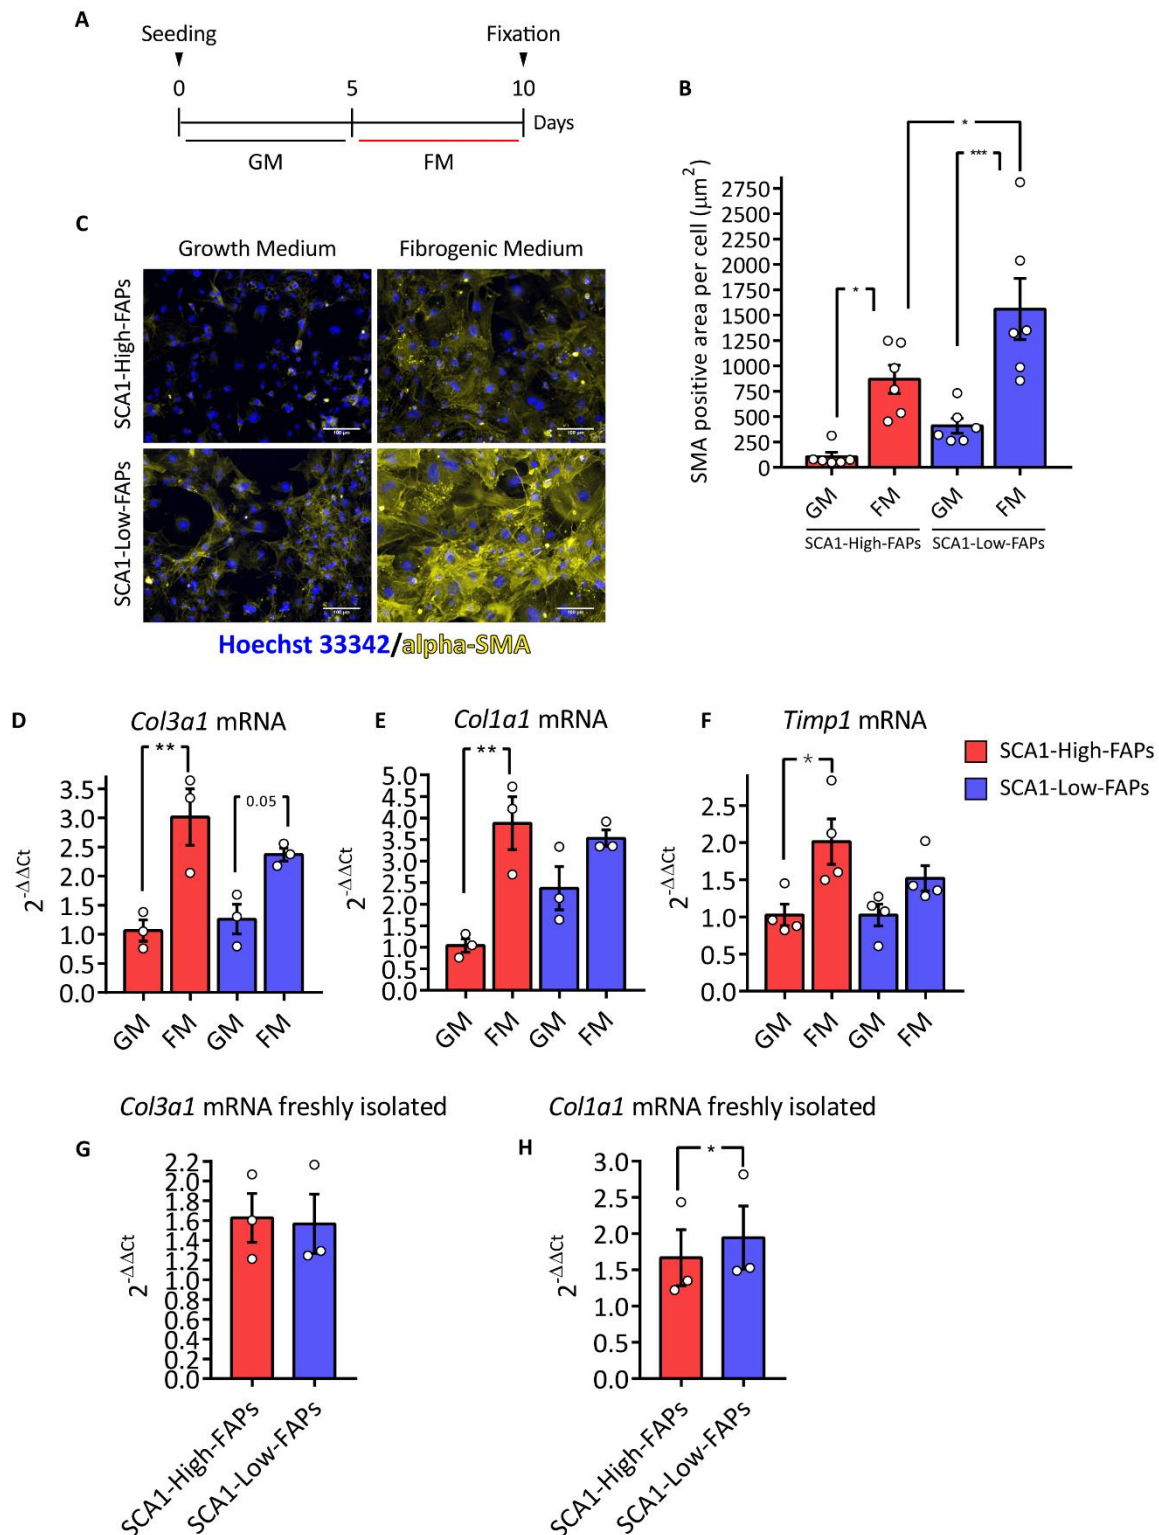 A
Seeding
Fixation
0
5
10
Days
GM
FM
B
SMA positive area per cell (μm²)
2750
2500
2250
2000
1750
1500
1250
1000
750
500
250
0
*
*
***
GM
FM
GM
FM
SCA1-High-FAPs
SCA1-Low-FAPs
C
Growth Medium
Fibrogenic Medium
SCA1-High-FAPs
SCA1-Low-FAPs
100 μm
100 μm
100 μm
100 μm
Hoechst 33342/alpha-SMA
D
Col3a1 mRNA
2^-ΔΔCt
3.5
3.0
2.5
2.0
1.5
1.0
0.5
0.0
**
0.05
GM
FM
GM
FM
E
Col1a1 mRNA
2^-ΔΔCt
5.0
4.5
4.0
3.5
3.0
2.5
2.0
1.5
1.0
0.5
0.0
**
GM
FM
GM
FM
F
Timp1 mRNA
2^-ΔΔCt
2.5
2.0
1.5
1.0
0.5
0.0
*
GM
FM
GM
FM
SCA1-High-FAPs
SCA1-Low-FAPs
G
Col3a1 mRNA freshly isolated
2^-ΔΔCt
2.2
2.0
1.8
1.6
1.4
1.2
1.0
0.8
0.6
0.4
0.2
0.0
SCA1-High-FAPs
SCA1-Low-FAPs
H
Col1a1 mRNA freshly isolated
2^-ΔΔCt
3.0
2.5
2.0
1.5
1.0
0.5
0.0
*
SCA1-High-FAPs
SCA1-Low-FAPs